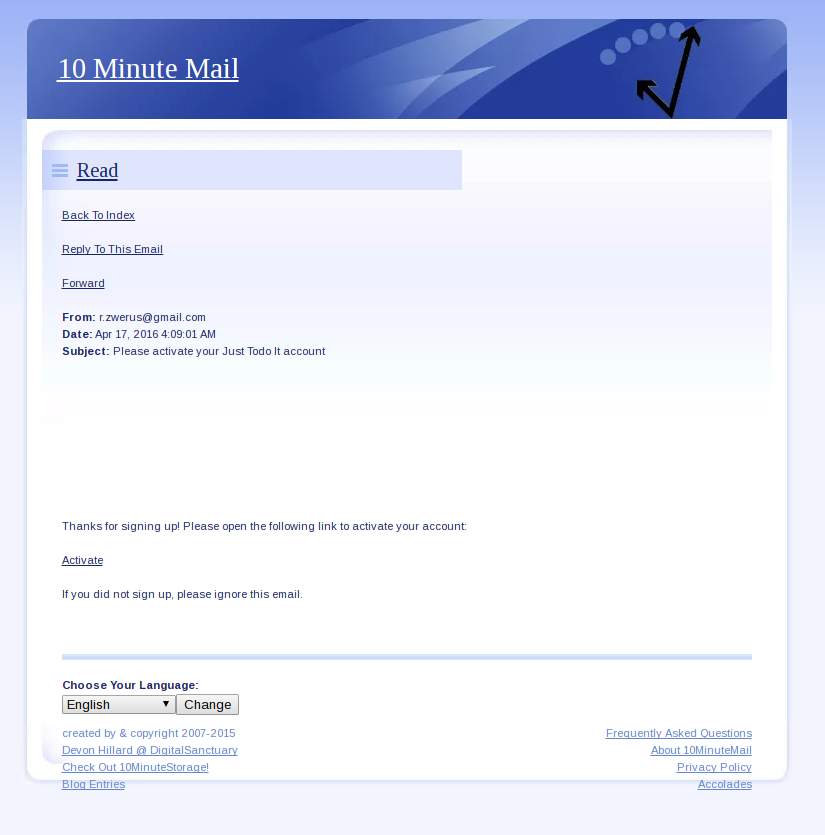 10 Minute Mail
Read
Back To Index
Reply To This Email
Forward
From: r.zwerus@gmail.com
Date: Apr 17, 2016 4:09:01 AM
Subject: Please activate your Just Todo It account
Thanks for signing up! Please open the following link to activate your account:
Activate
If you did not sign up, please ignore this email.
Choose Your Language:
English Change
created by & copyright 2007-2015
Devon Hillard @ DigitalSanctuary
Check Out 10MinuteStorage!
Blog Entries
Frequently Asked Questions
About 10MinuteMail
Privacy Policy
Accolades